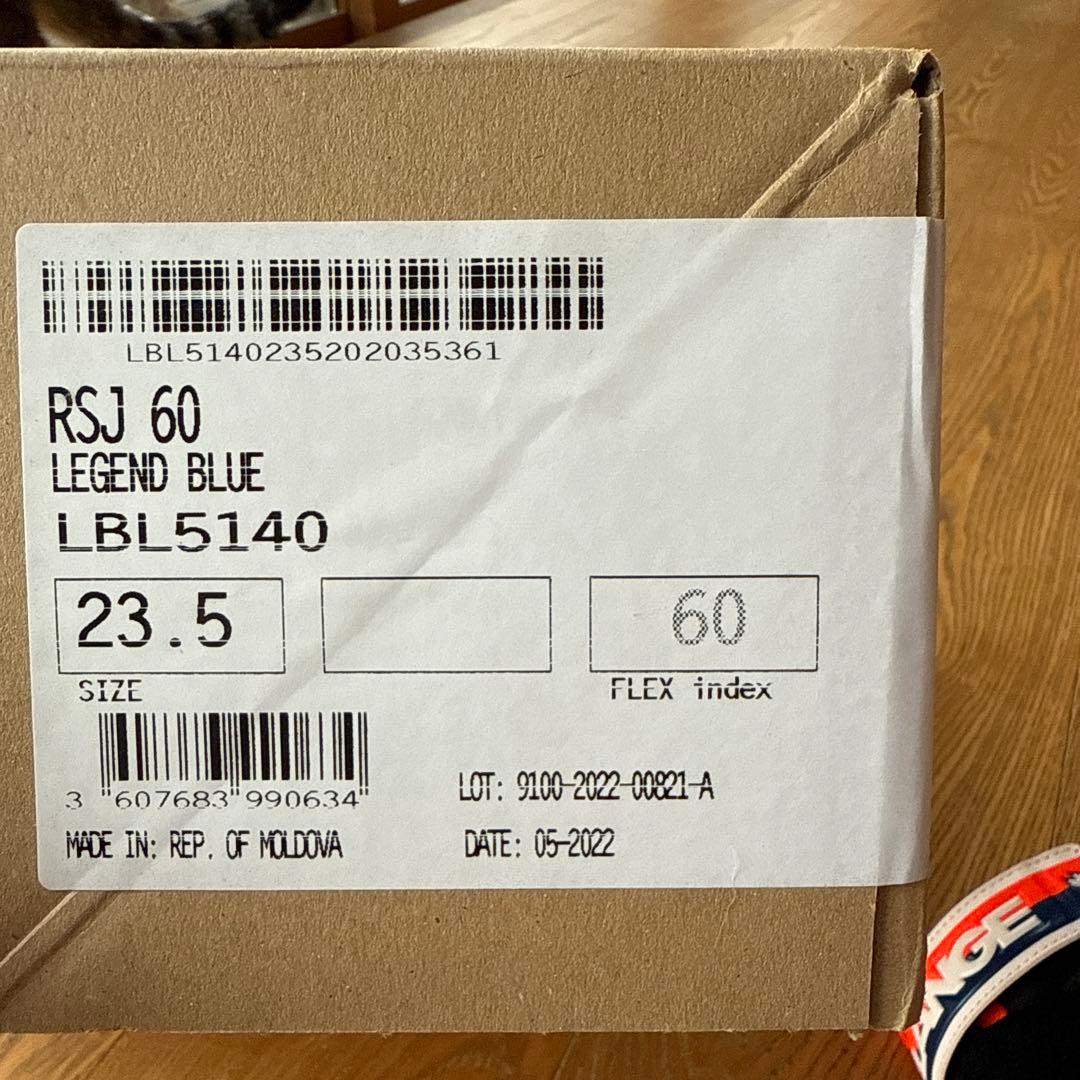 LBL5140235202035361
RSJ 60
LEGEND BLUE
LBL5140
23.5
60
SIZE
FLEX index
3 607683 990634
LOT: 9100-2022-00821-A
MADE IN: REP. OF MOLDOVA
DATE: 05-2022
ANGE